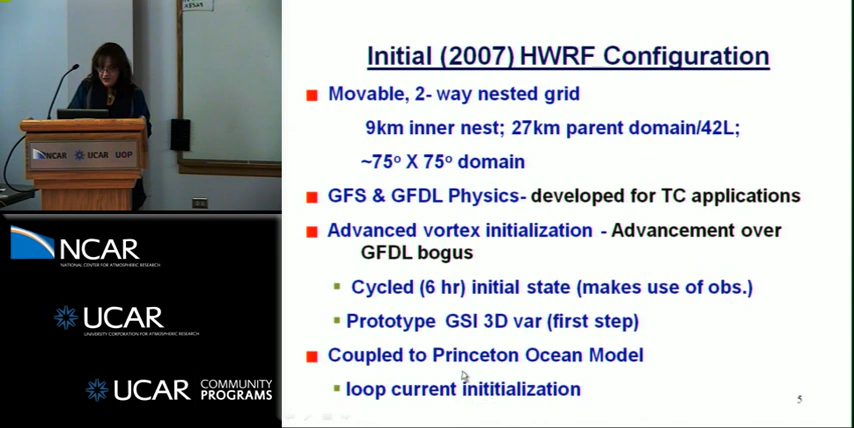 Initial (2007) HWRF Configuration
Movable, 2- way nested grid
9km inner nest; 27km parent domain/42L;
~75º X 75º domain
GFS & GFDL Physics- developed for TC applications
Advanced vortex initialization - Advancement over
GFDL bogus
Cycled (6 hr) initial state (makes use of obs.)
Prototype GSI 3D var (first step)
Coupled to Princeton Ocean Model
loop current inititialization
5
NCAR UCAR UOP
NCAR
NATIONAL CENTER FOR ATMOSPHERIC RESEARCH
UCAR
UNIVERSITY CORPORATION FOR ATMOSPHERIC RESEARCH
UCAR COMMUNITY
PROGRAMS